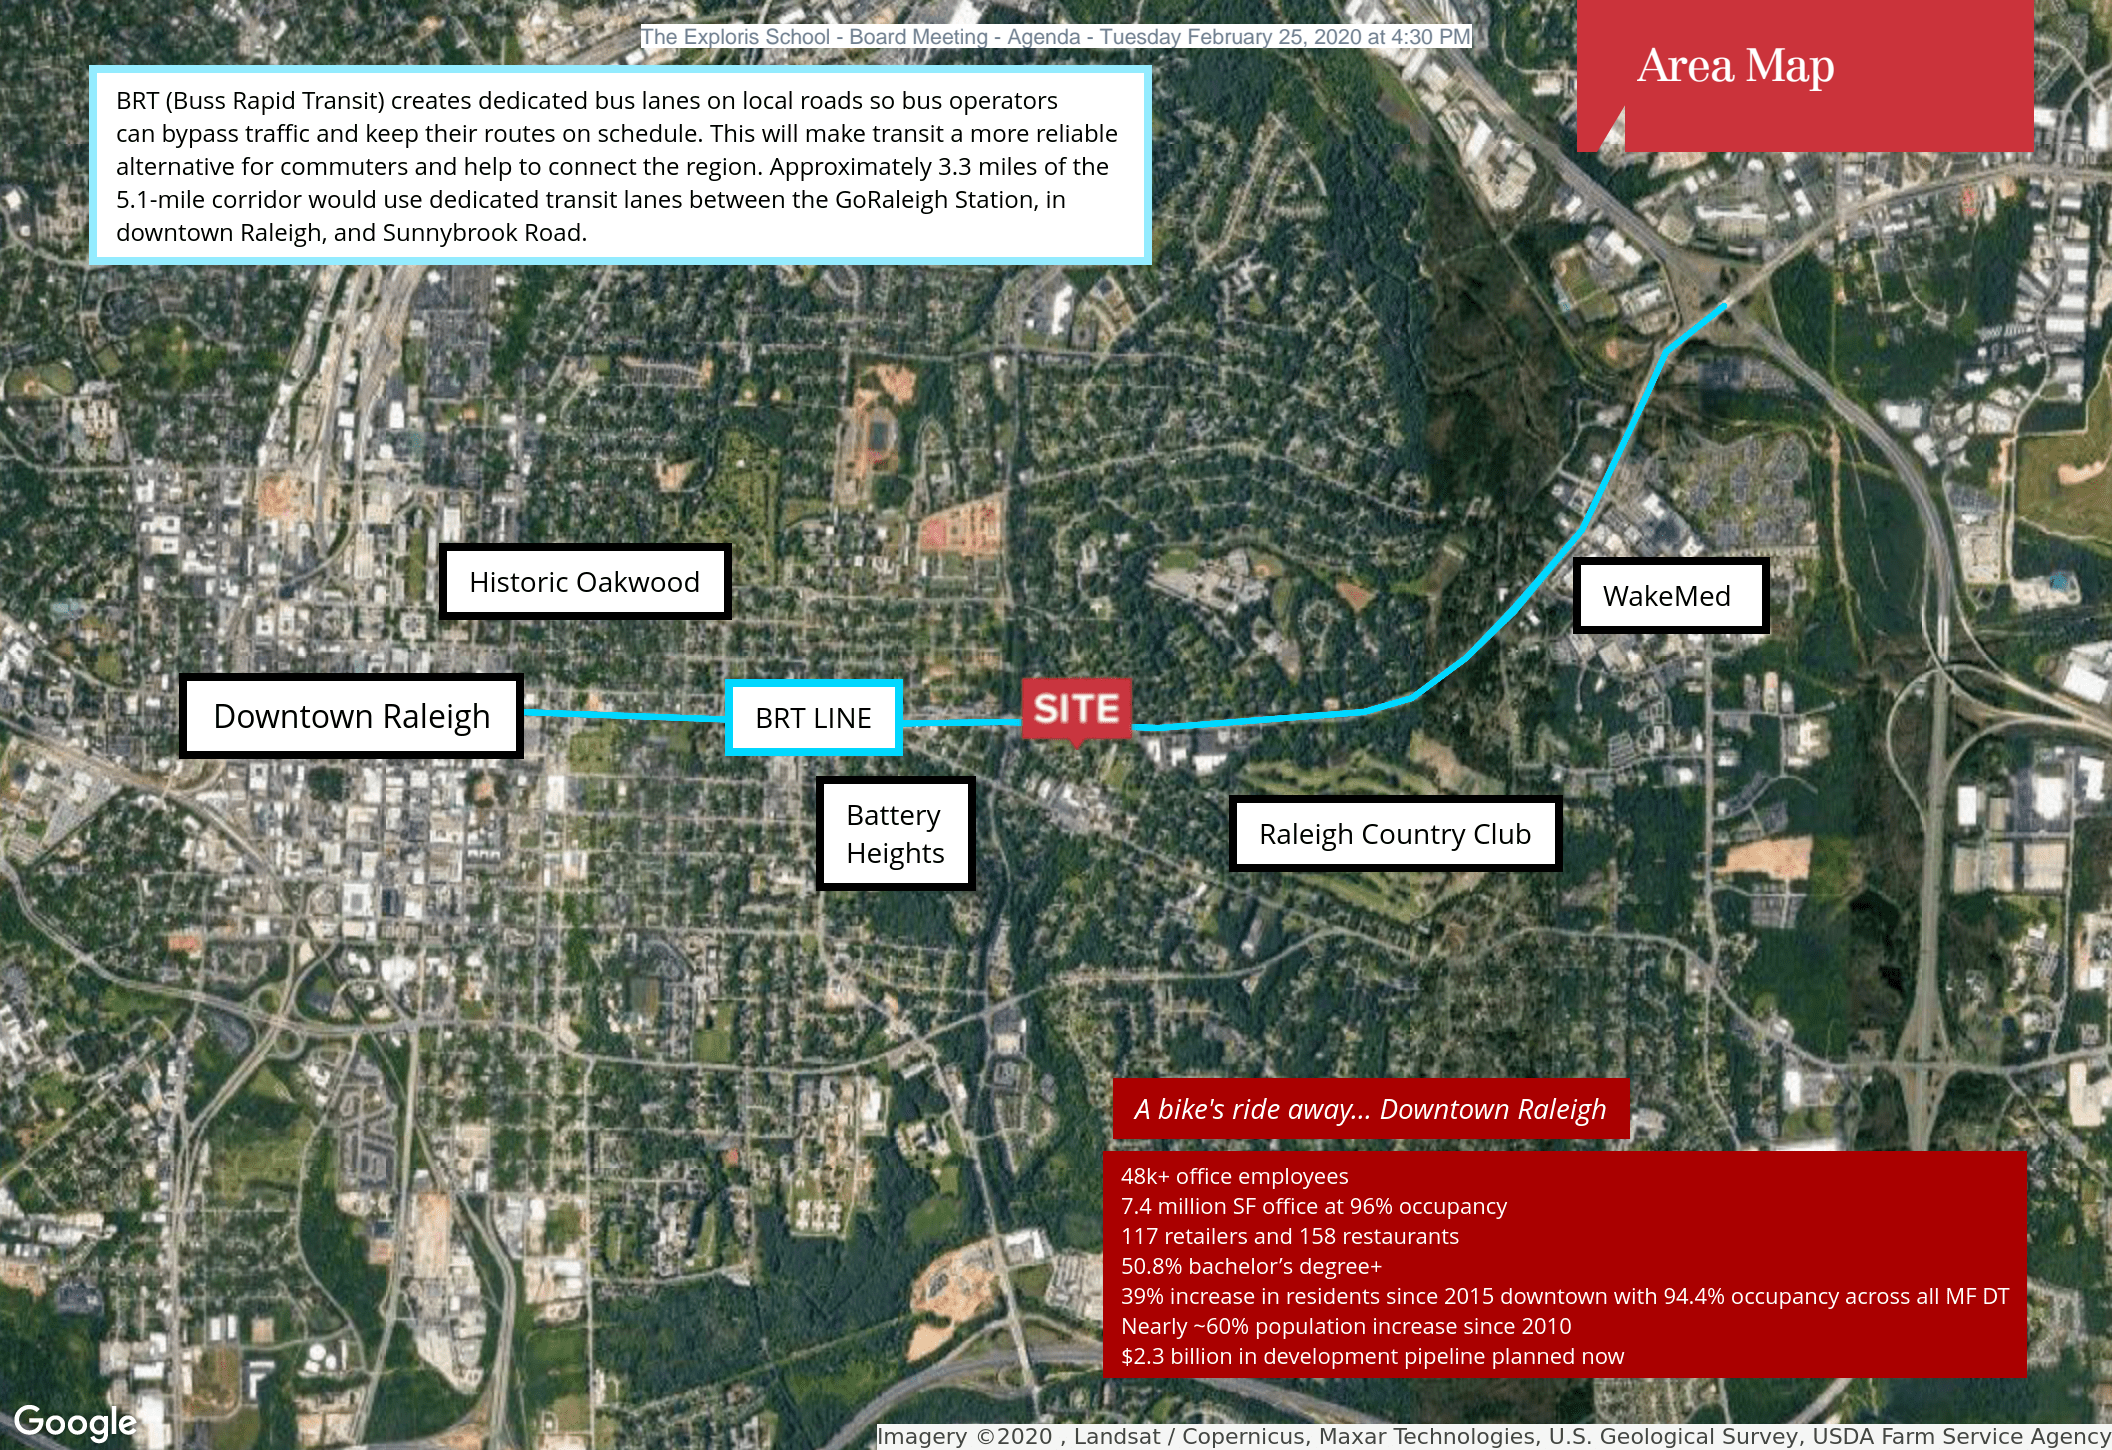 The Exploris School - Board Meeting - Agenda - Tuesday February 25, 2020 at 4:30 PM
Area Map
BRT (Buss Rapid Transit) creates dedicated bus lanes on local roads so bus operators
can bypass traffic and keep their routes on schedule. This will make transit a more reliable
alternative for commuters and help to connect the region. Approximately 3.3 miles of the
5.1-mile corridor would use dedicated transit lanes between the GoRaleigh Station, in
downtown Raleigh, and Sunnybrook Road.
Historic Oakwood
WakeMed
Downtown Raleigh
BRT LINE
SITE
Battery
Heights
Raleigh Country Club
A bike's ride away... Downtown Raleigh
48k+ office employees
7.4 million SF office at 96% occupancy
117 retailers and 158 restaurants
50.8% bachelor’s degree+
39% increase in residents since 2015 downtown with 94.4% occupancy across all MF DT
Nearly ~60% population increase since 2010
$2.3 billion in development pipeline planned now
Google
Imagery ©2020 , Landsat / Copernicus, Maxar Technologies, U.S. Geological Survey, USDA Farm Service Agency